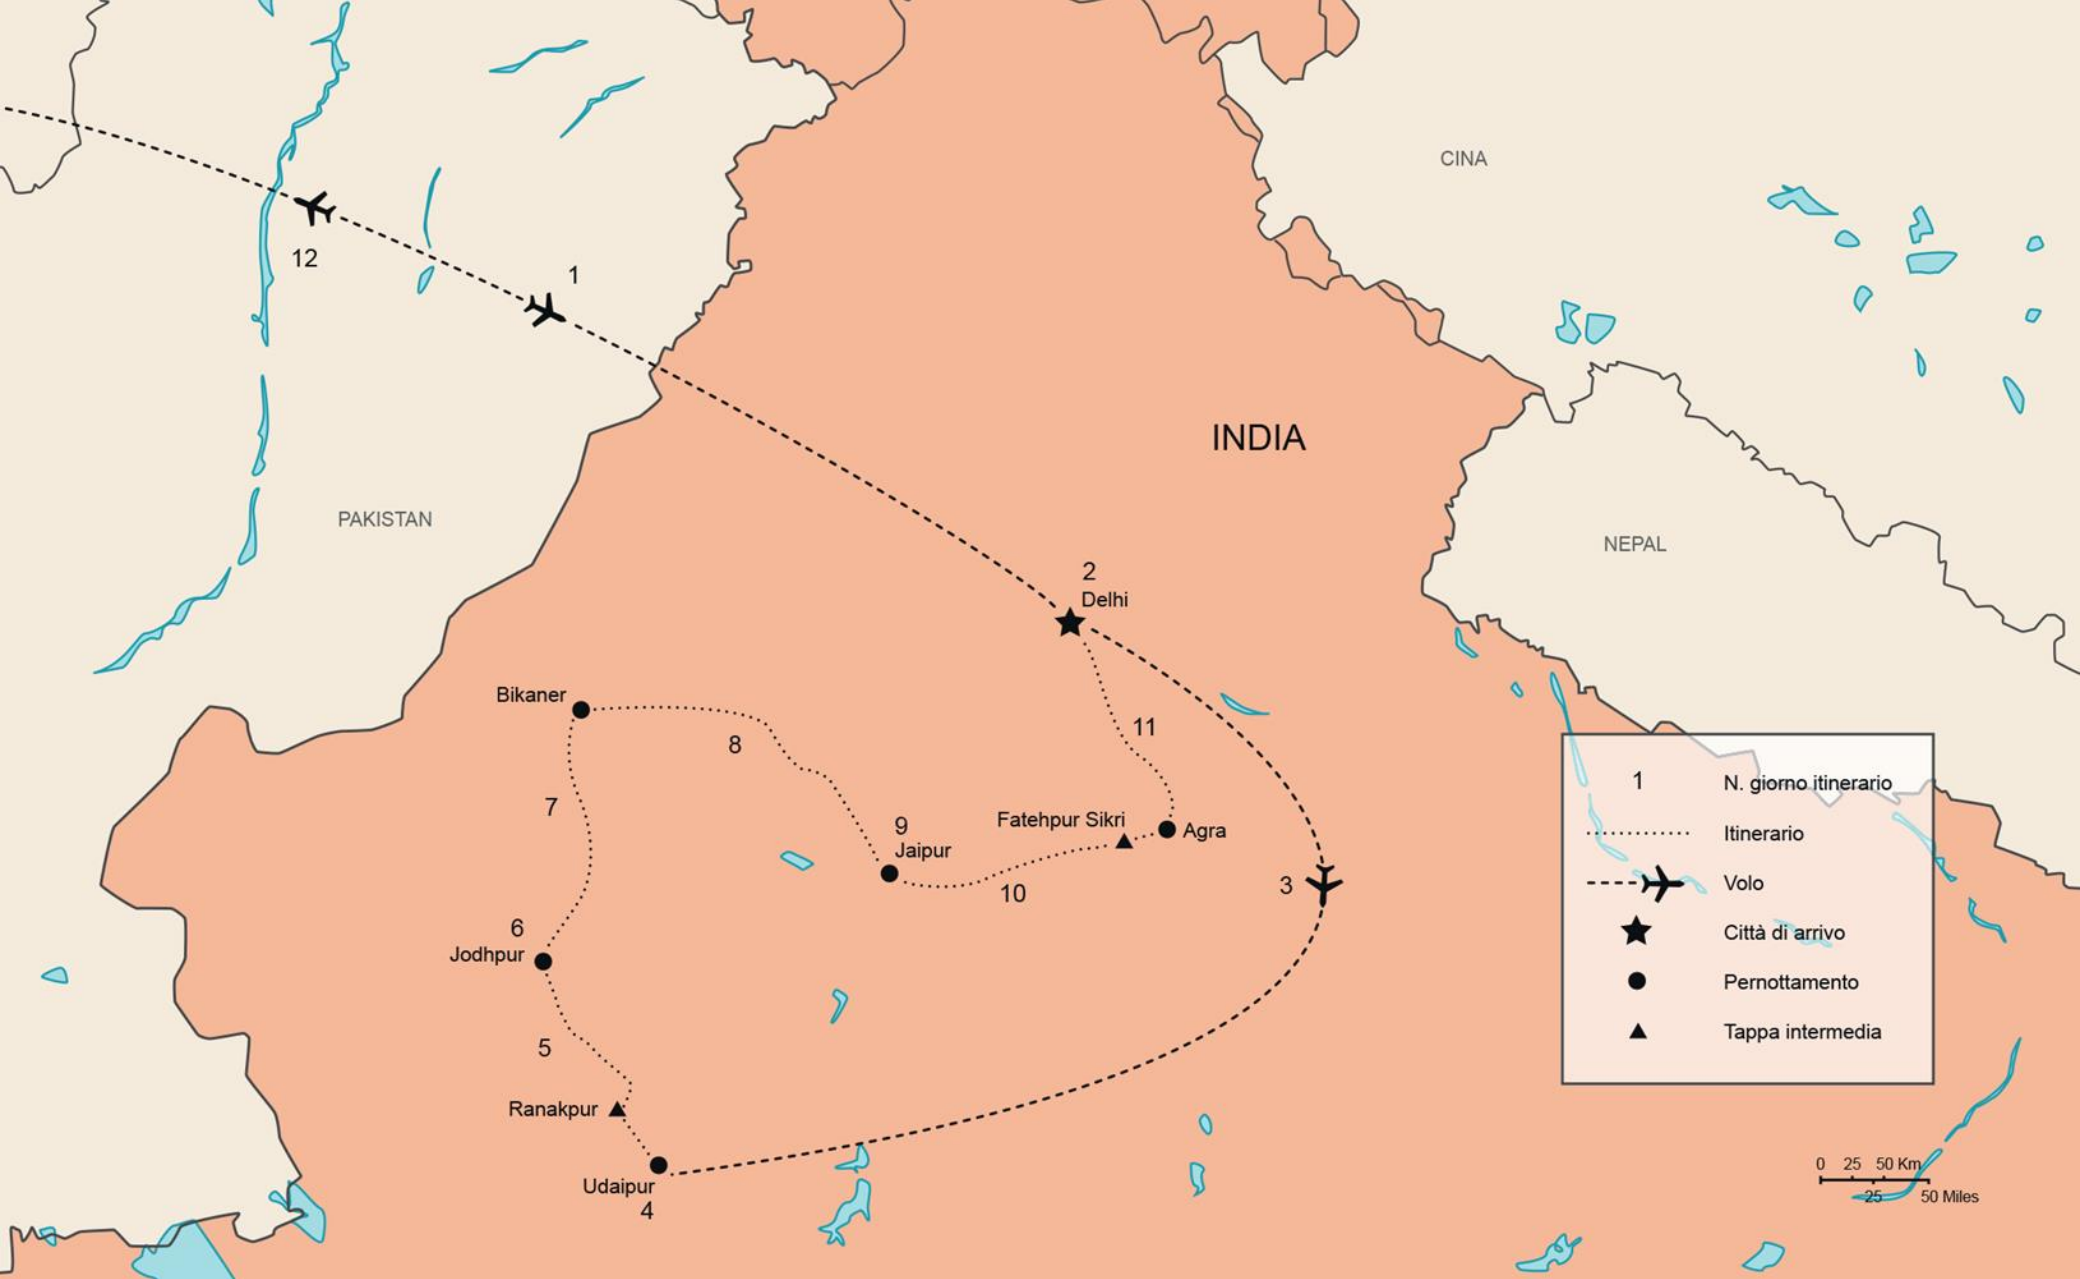 CINA
12
1
INDIA
PAKISTAN
NEPAL
2
Delhi
Bikaner
11
8
7
1 N. giorno itinerario
Itinerario
Volo
Città di arrivo
Pernottamento
Tappa intermedia
9
Jaipur
Fatehpur Sikri
Agra
10
3
6
Jodhpur
5
Ranakpur
Udaipur
4
0 25 50 Km
25 50 Miles